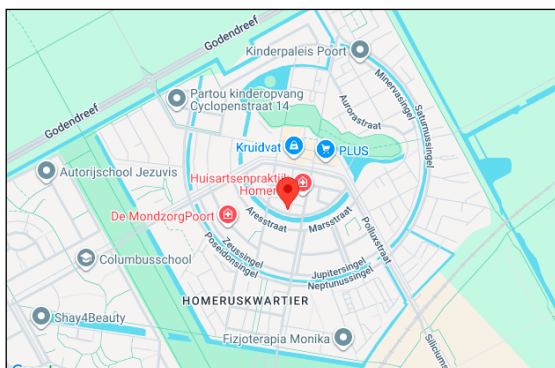 Godendreef
Kinderpaleis Poort
Minervasingel
Saturnussingel
Partou kinderopvang
Cyclopenstraat 14
Aurorastraat
Godendreef
Kruidvat
PLUS
Autorijschool Jezuvis
Huisartsenpraktijk
Homer
De MondzorgPoort
Aresstraat
Marsstraat
Polluxstraat
Zeussingel
Poseidonsingel
Columbusschool
Jupitersingel
Neptunussingel
HOMERUSKWARTIER
Shay4Beauty
Fizjoterapia Monika
Silicium